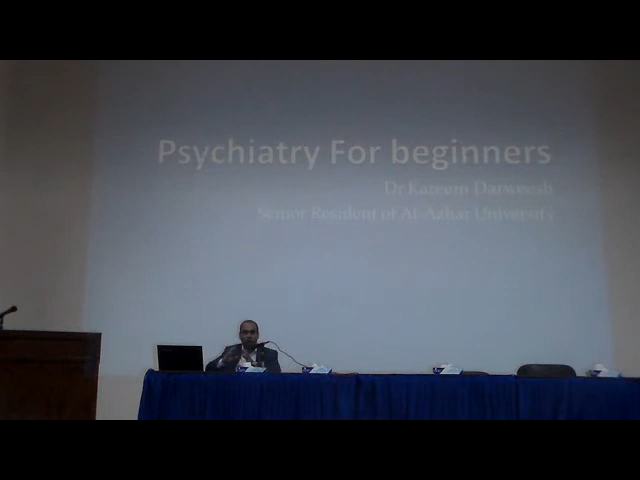 Psychiatry For beginners
Dr Kareem Darweesh
Senior Resident of Al-Azhar University